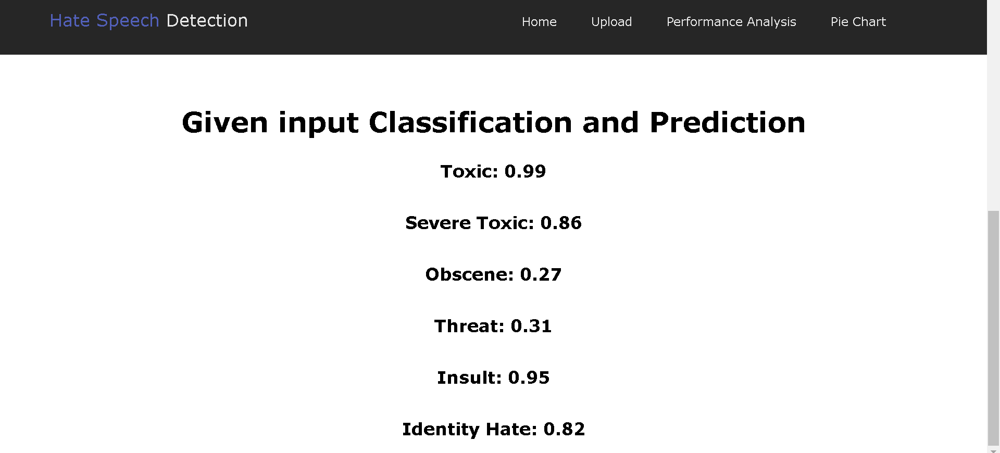 Hate Speech Detection Home Upload Performance Analysis Pie Chart
Given input Classification and Prediction
Toxic: 0.99
Severe Toxic: 0.86
Obscene: 0.27
Threat: 0.31
Insult: 0.95
Identity Hate: 0.82